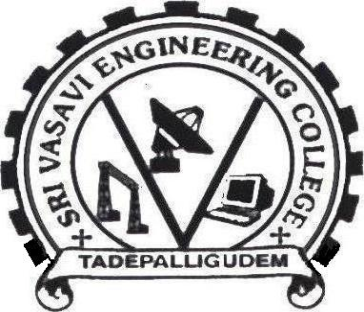 SRI VASAVI ENGINEERING COLLEGE
TADEPALLIGUDEM